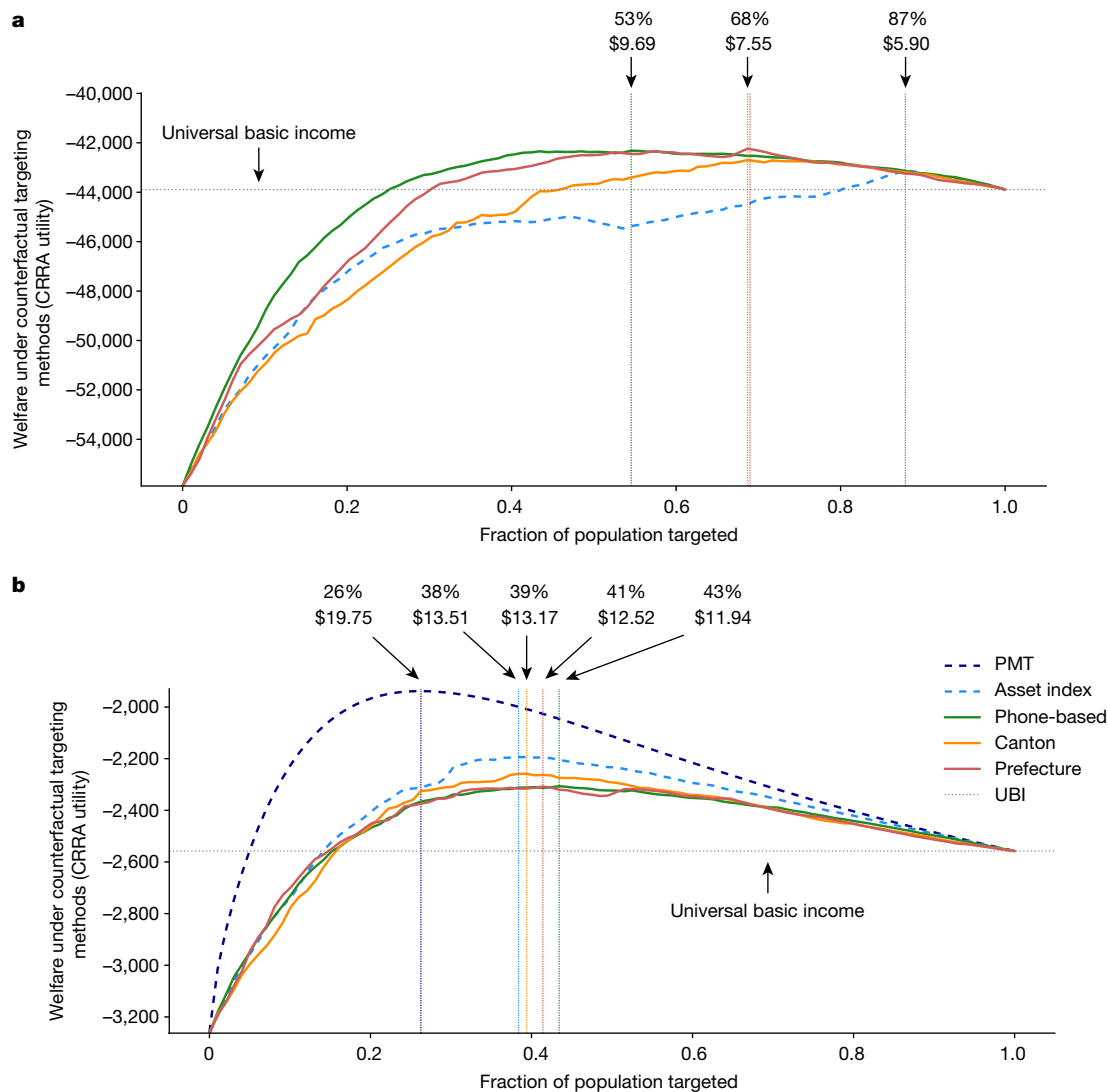 a
53% 68% 87%
$9.69 $7.55 $5.90
Universal basic income
Welfare under counterfactual targeting
methods (CRRA utility)
–40,000
–42,000
–44,000
–46,000
–48,000
–50,000
–52,000
–54,000
0 0.2 0.4 0.6 0.8 1.0
Fraction of population targeted
b
26% 38% 39% 41% 43%
$19.75 $13.51 $13.17 $12.52 $11.94
PMT
Asset index
Phone-based
Canton
Prefecture
UBI
Welfare under counterfactual targeting
methods (CRRA utility)
–2,000
–2,200
–2,400
–2,600
–2,800
–3,000
–3,200
Universal basic income
0 0.2 0.4 0.6 0.8 1.0
Fraction of population targeted